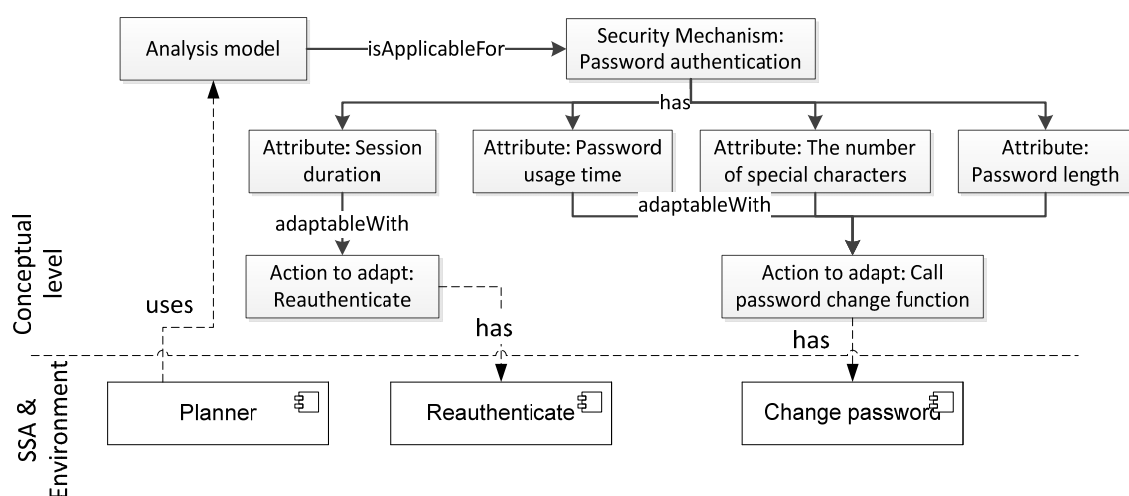 Analysis model
isApplicableFor
Security Mechanism:
Password authentication
has
Attribute: Session
duration
Attribute: Password
usage time
Attribute: The number
of special characters
Attribute:
Password length
adaptableWith
adaptableWith
Action to adapt:
Reauthenticate
Action to adapt: Call
password change function
Conceptual
level
uses
has
has
SSA &
Environment
Planner
Reauthenticate
Change password